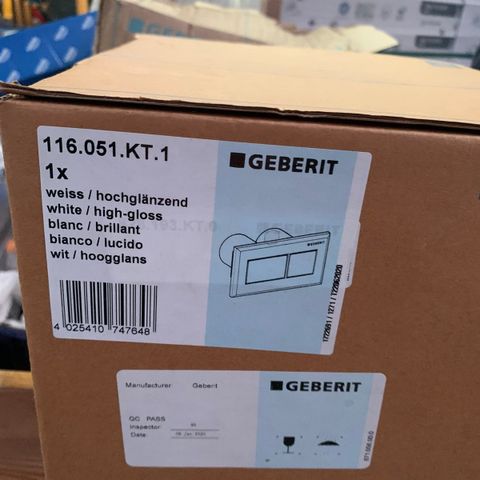 116.051.KT.1
1x
GEBERIT
weiss / hochglänzend
white / high-gloss
blanc / brillant
bianco / lucido
wit / hoogglans
GEBERIT
4 025410 747648
Manufacturer Geberit
GEBERIT
QC PASS
Inspector:
Date: